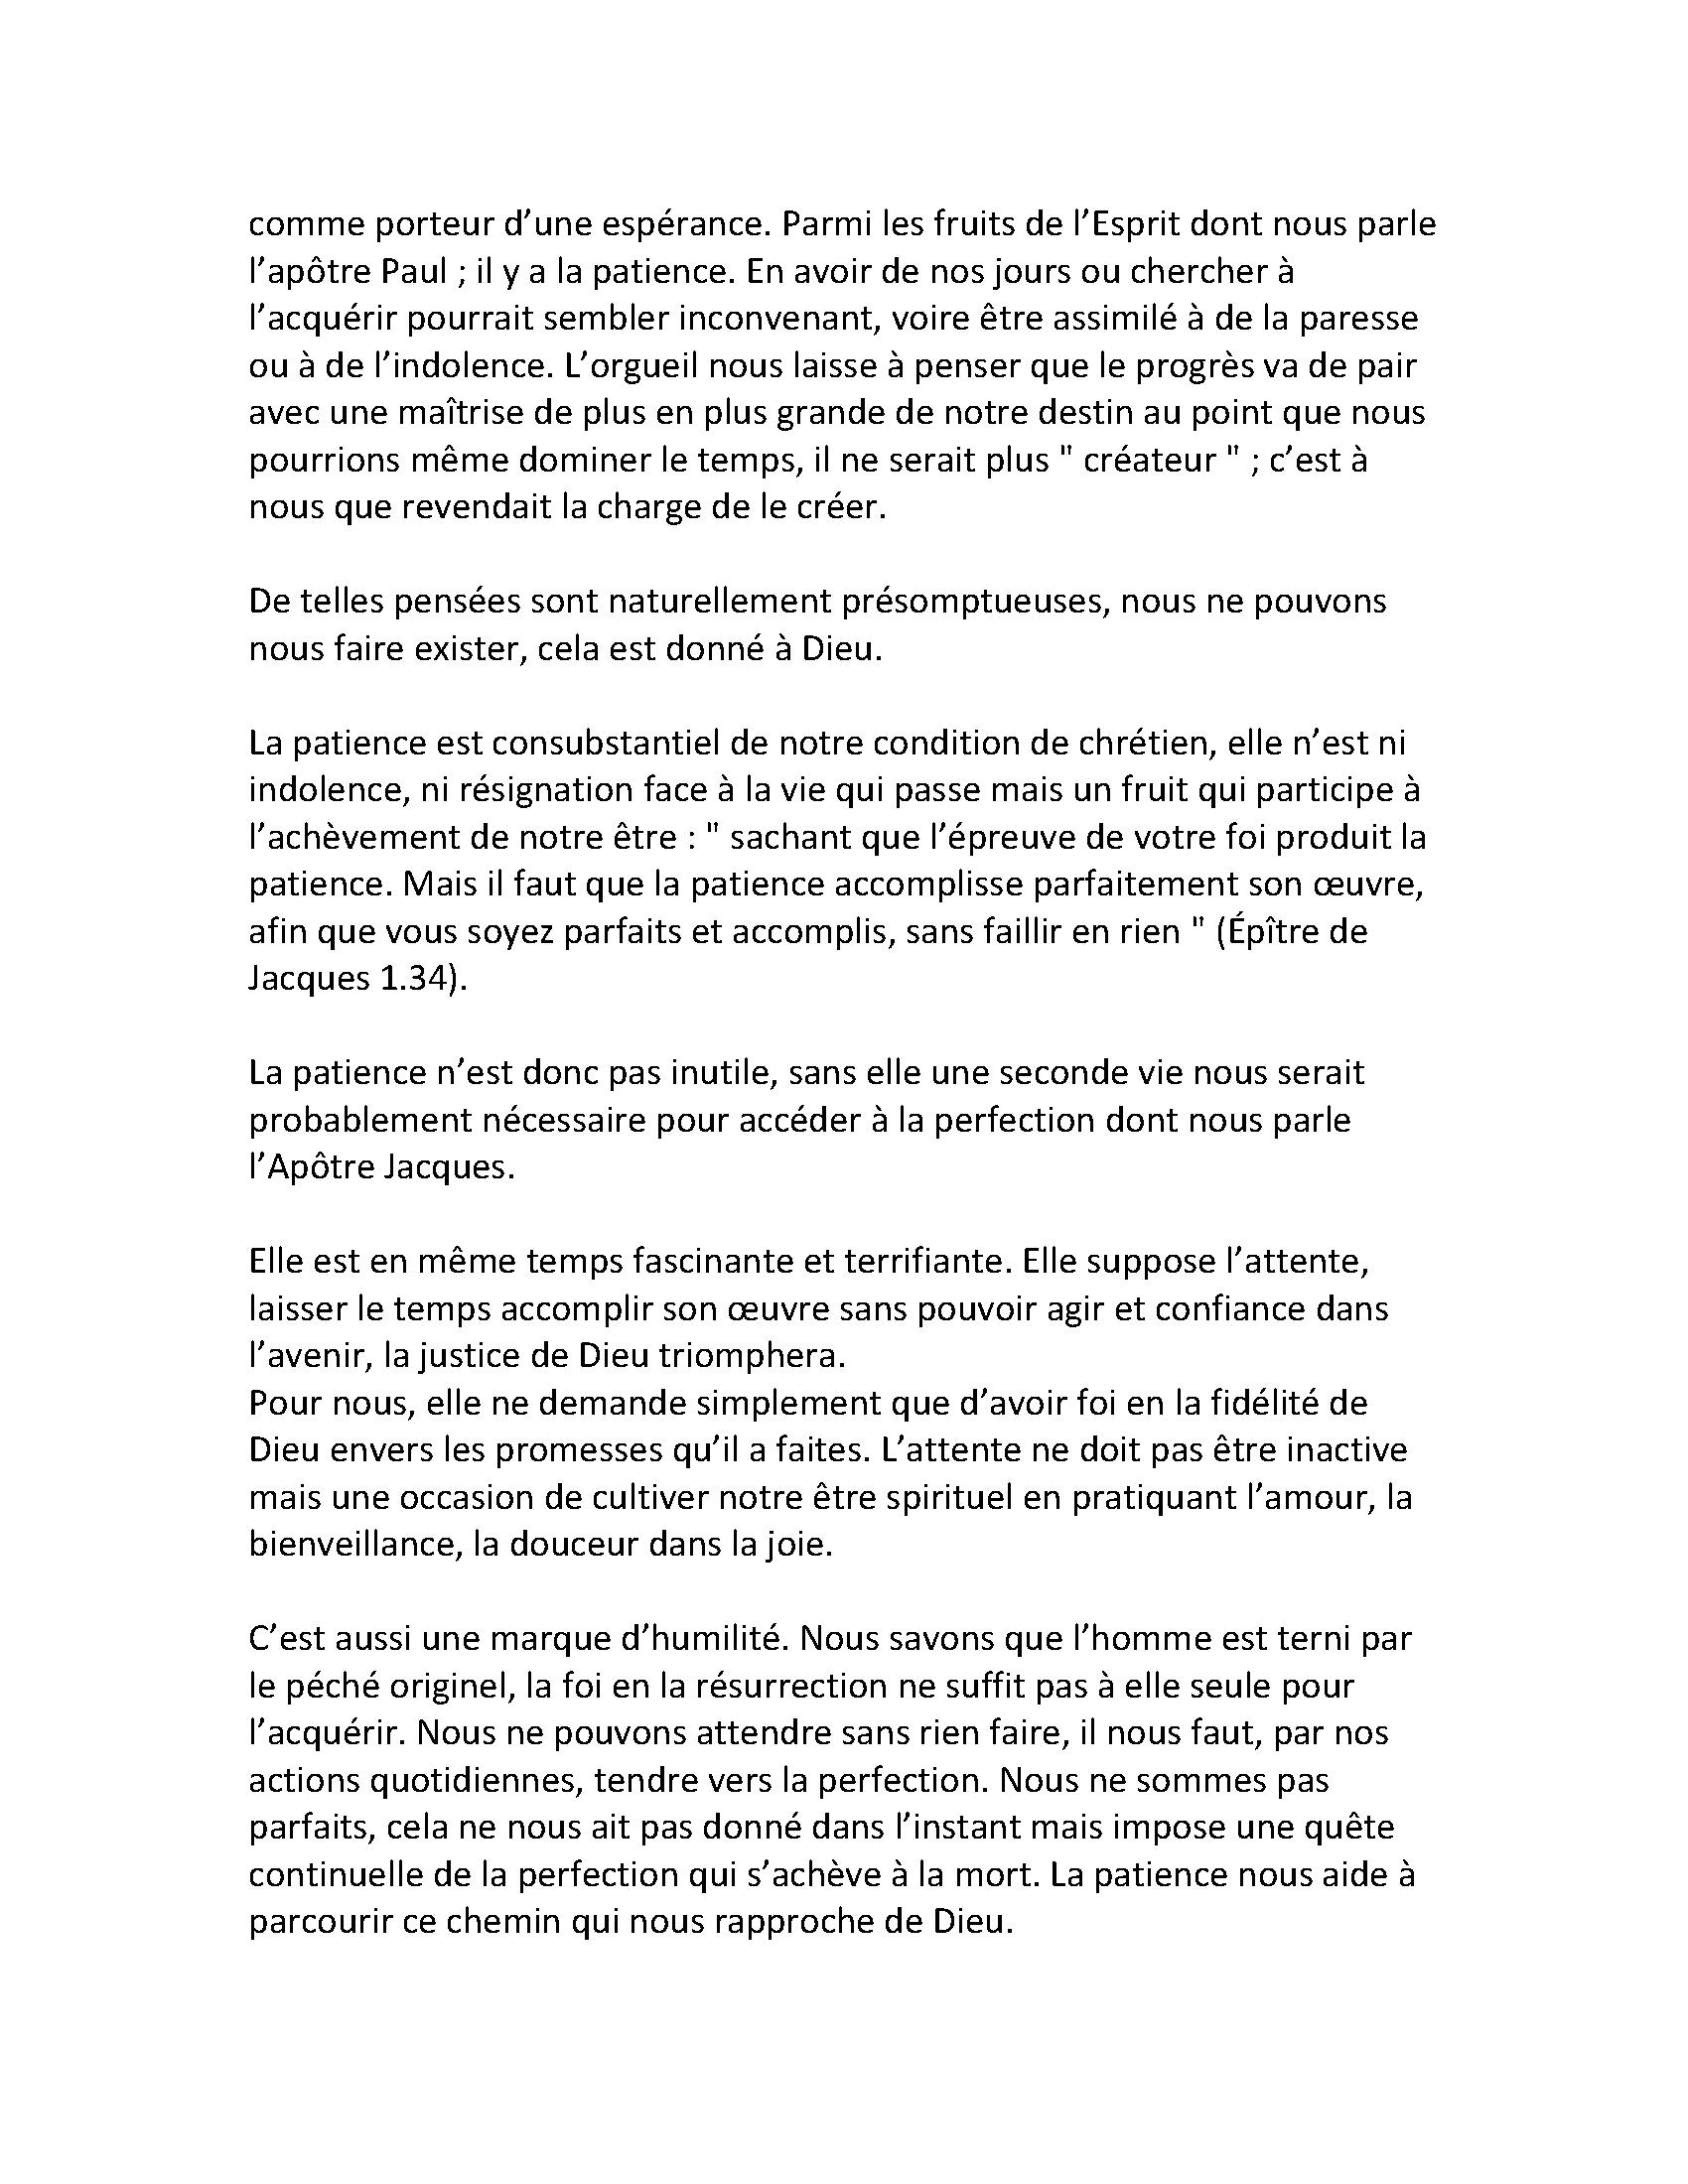 comme porteur d’une espérance. Parmi les fruits de l’Esprit dont nous parle
l’apôtre Paul ; il y a la patience. En avoir de nos jours ou chercher à
l’acquérir pourrait sembler inconvenant, voire être assimilé à de la paresse
ou à de l’indolence. L’orgueil nous laisse à penser que le progrès va de pair
avec une maîtrise de plus en plus grande de notre destin au point que nous
pourrions même dominer le temps, il ne serait plus " créateur " ; c’est à
nous que revendait la charge de le créer.

De telles pensées sont naturellement présomptueuses, nous ne pouvons
nous faire exister, cela est donné à Dieu.

La patience est consubstantiel de notre condition de chrétien, elle n’est ni
indolence, ni résignation face à la vie qui passe mais un fruit qui participe à
l’achèvement de notre être : " sachant que l’épreuve de votre foi produit la
patience. Mais il faut que la patience accomplisse parfaitement son œuvre,
afin que vous soyez parfaits et accomplis, sans faillir en rien " (Épître de
Jacques 1.34).

La patience n’est donc pas inutile, sans elle une seconde vie nous serait
probablement nécessaire pour accéder à la perfection dont nous parle
l’Apôtre Jacques.

Elle est en même temps fascinante et terrifiante. Elle suppose l’attente,
laisser le temps accomplir son œuvre sans pouvoir agir et confiance dans
l’avenir, la justice de Dieu triomphera.
Pour nous, elle ne demande simplement que d’avoir foi en la fidélité de
Dieu envers les promesses qu’il a faites. L’attente ne doit pas être inactive
mais une occasion de cultiver notre être spirituel en pratiquant l’amour, la
bienveillance, la douceur dans la joie.

C’est aussi une marque d’humilité. Nous savons que l’homme est terni par
le péché originel, la foi en la résurrection ne suffit pas à elle seule pour
l’acquérir. Nous ne pouvons attendre sans rien faire, il nous faut, par nos
actions quotidiennes, tendre vers la perfection. Nous ne sommes pas
parfaits, cela ne nous ait pas donné dans l’instant mais impose une quête
continuelle de la perfection qui s’achève à la mort. La patience nous aide à
parcourir ce chemin qui nous rapproche de Dieu.